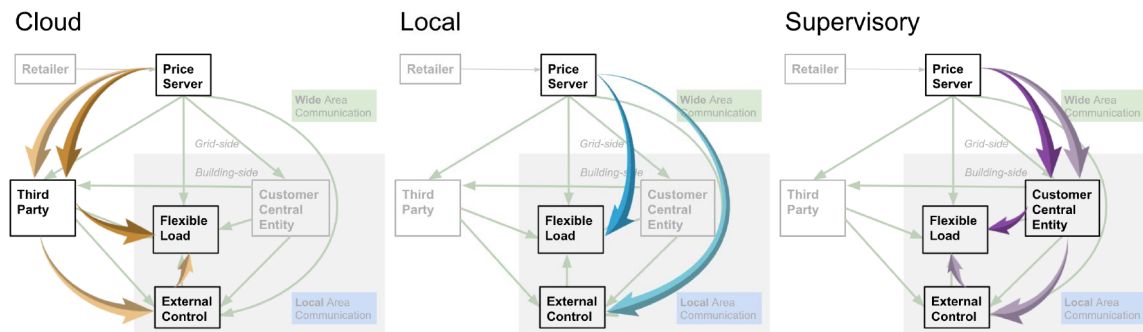 Cloud
Retailer
Price
Server
Wide Area
Communication
Grid-side
Building-side
Third
Party
Flexible
Load
Customer
Central
Entity
External
Control
Local Area
Communication
Local
Retailer
Price
Server
Wide Area
Communication
Grid-side
Building-side
Third
Party
Flexible
Load
Customer
Central
Entity
External
Control
Local Area
Communication
Supervisory
Retailer
Price
Server
Wide Area
Communication
Grid-side
Building-side
Third
Party
Flexible
Load
Customer
Central
Entity
External
Control
Local Area
Communication